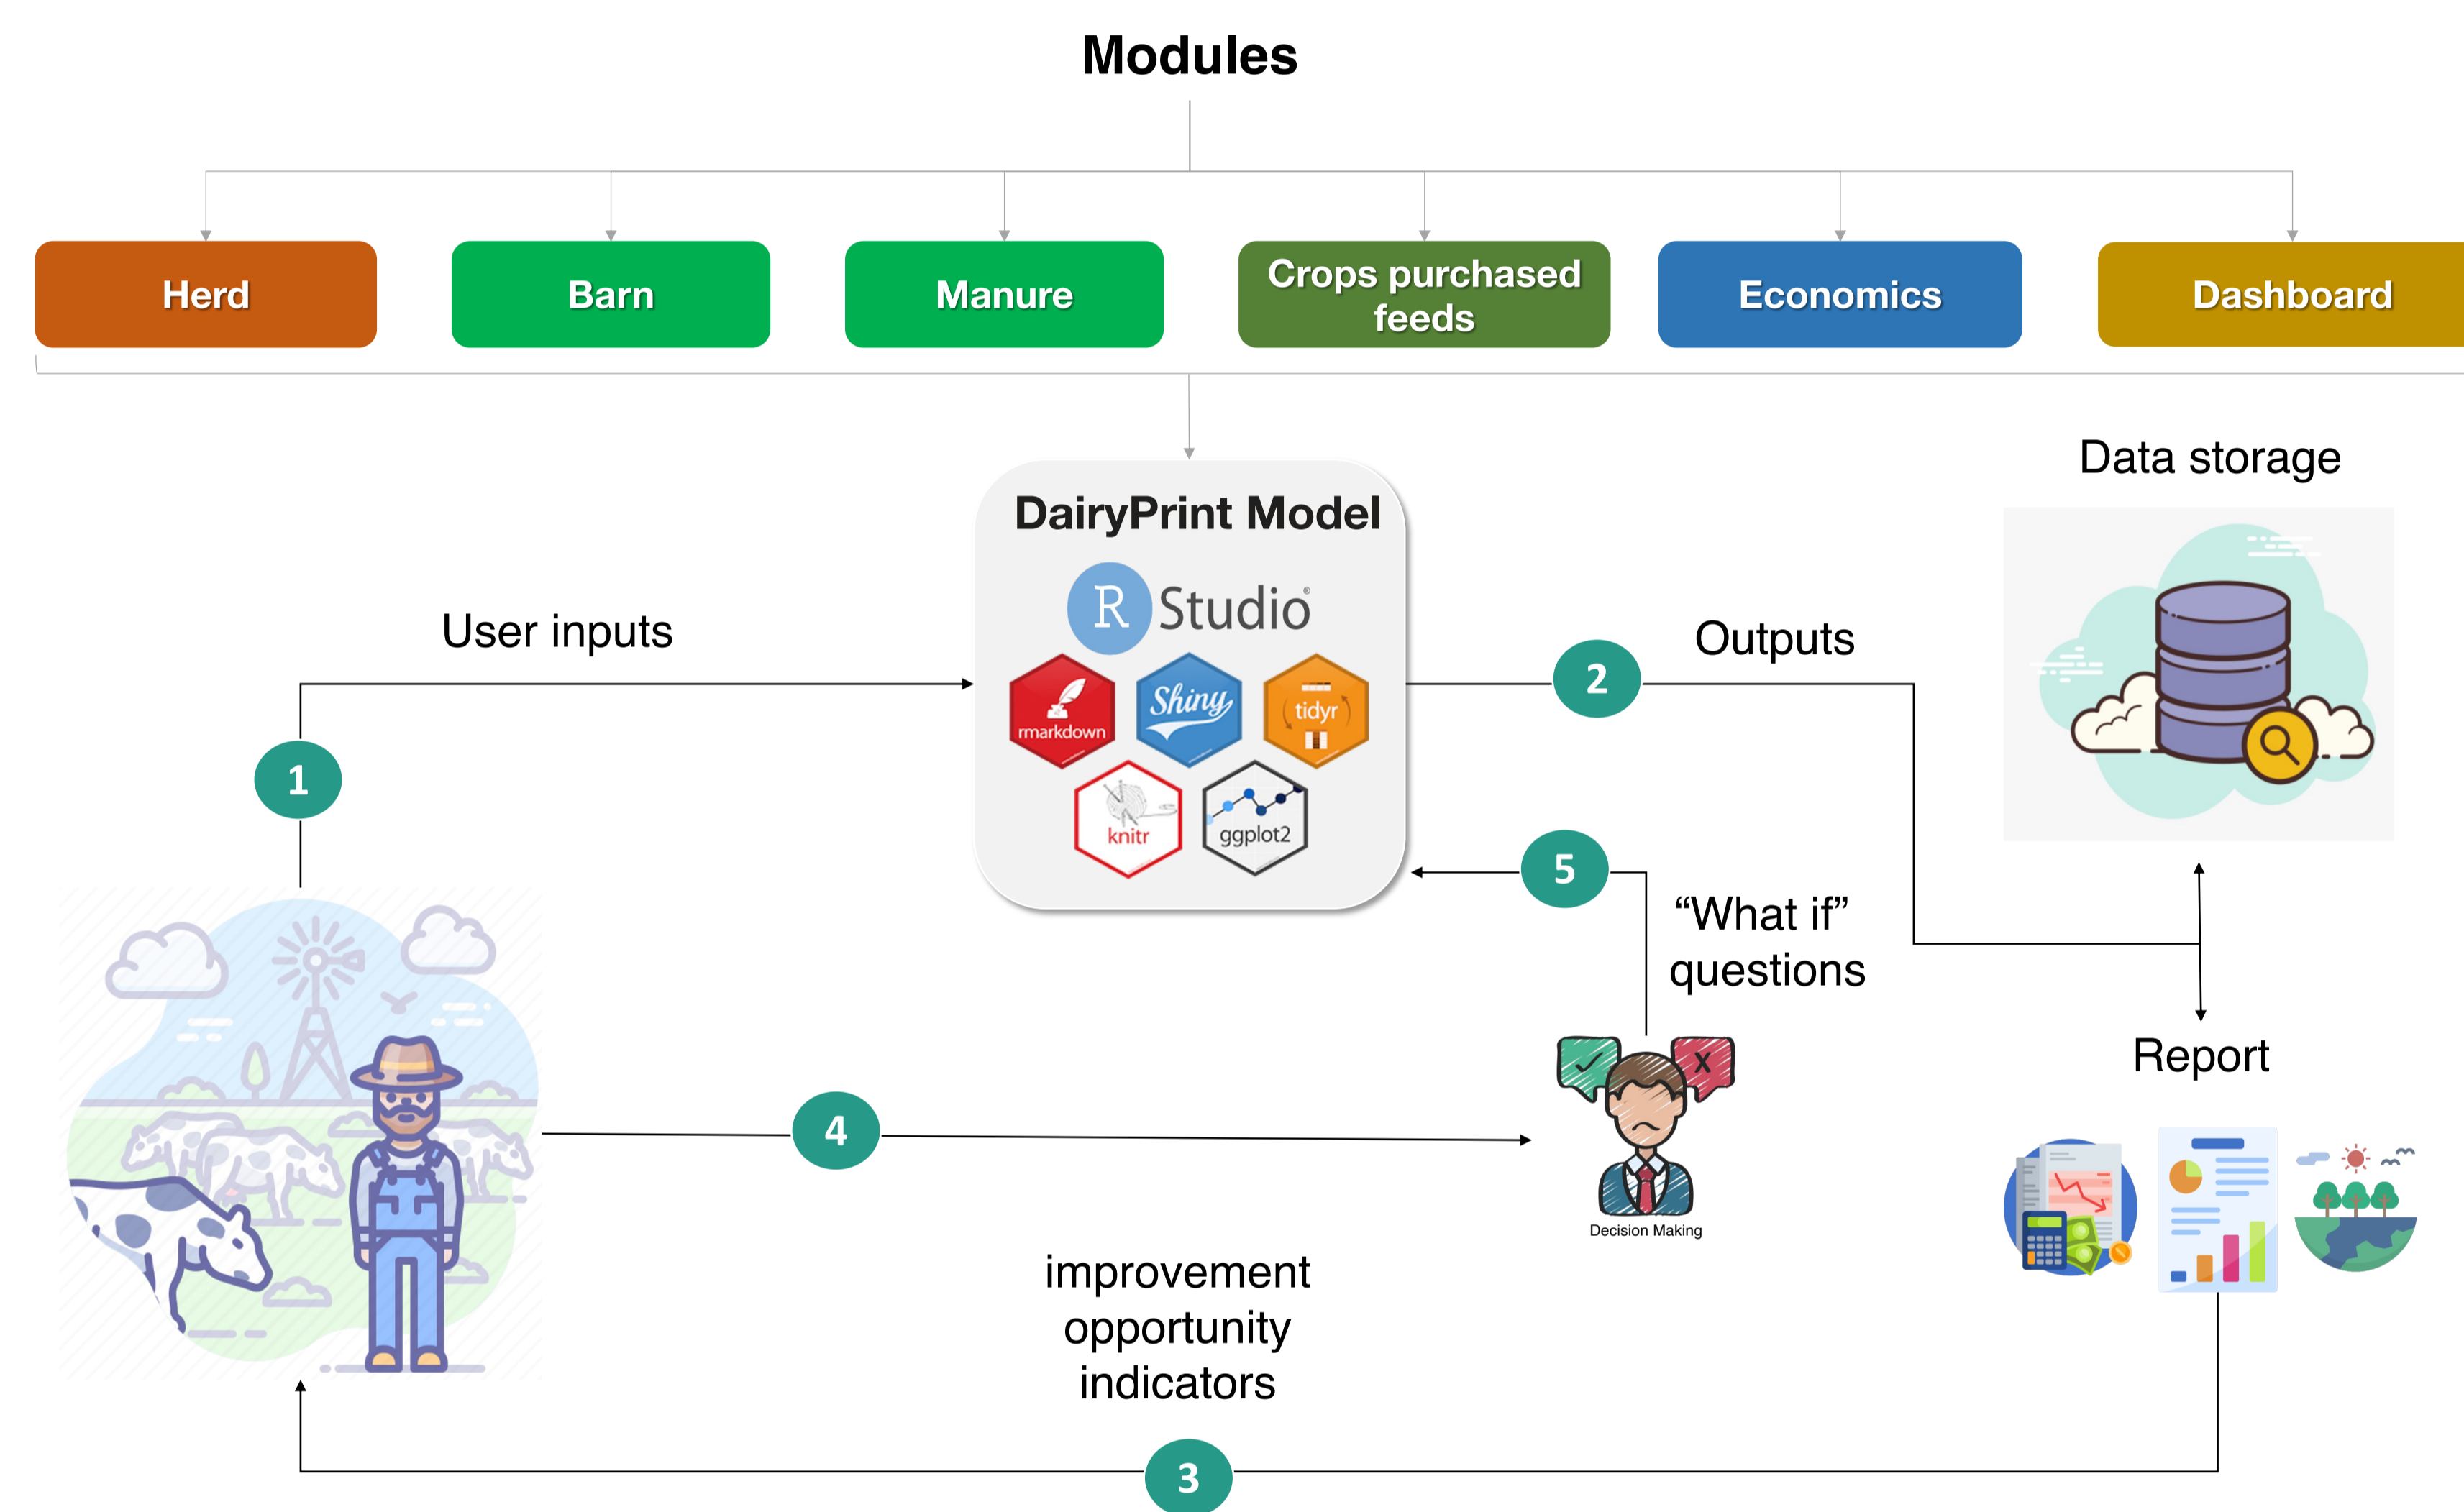 Modules
Herd
Barn
Manure
Crops purchased
feeds
Economics
Dashboard
DairyPrint Model
R Studio®
rmarkdown
Shiny
tidyr
knitr
ggplot2
Data storage
User inputs
Outputs
1
2
5
“What if”
questions
Report
4
X
Decision Making
improvement
opportunity
indicators
3